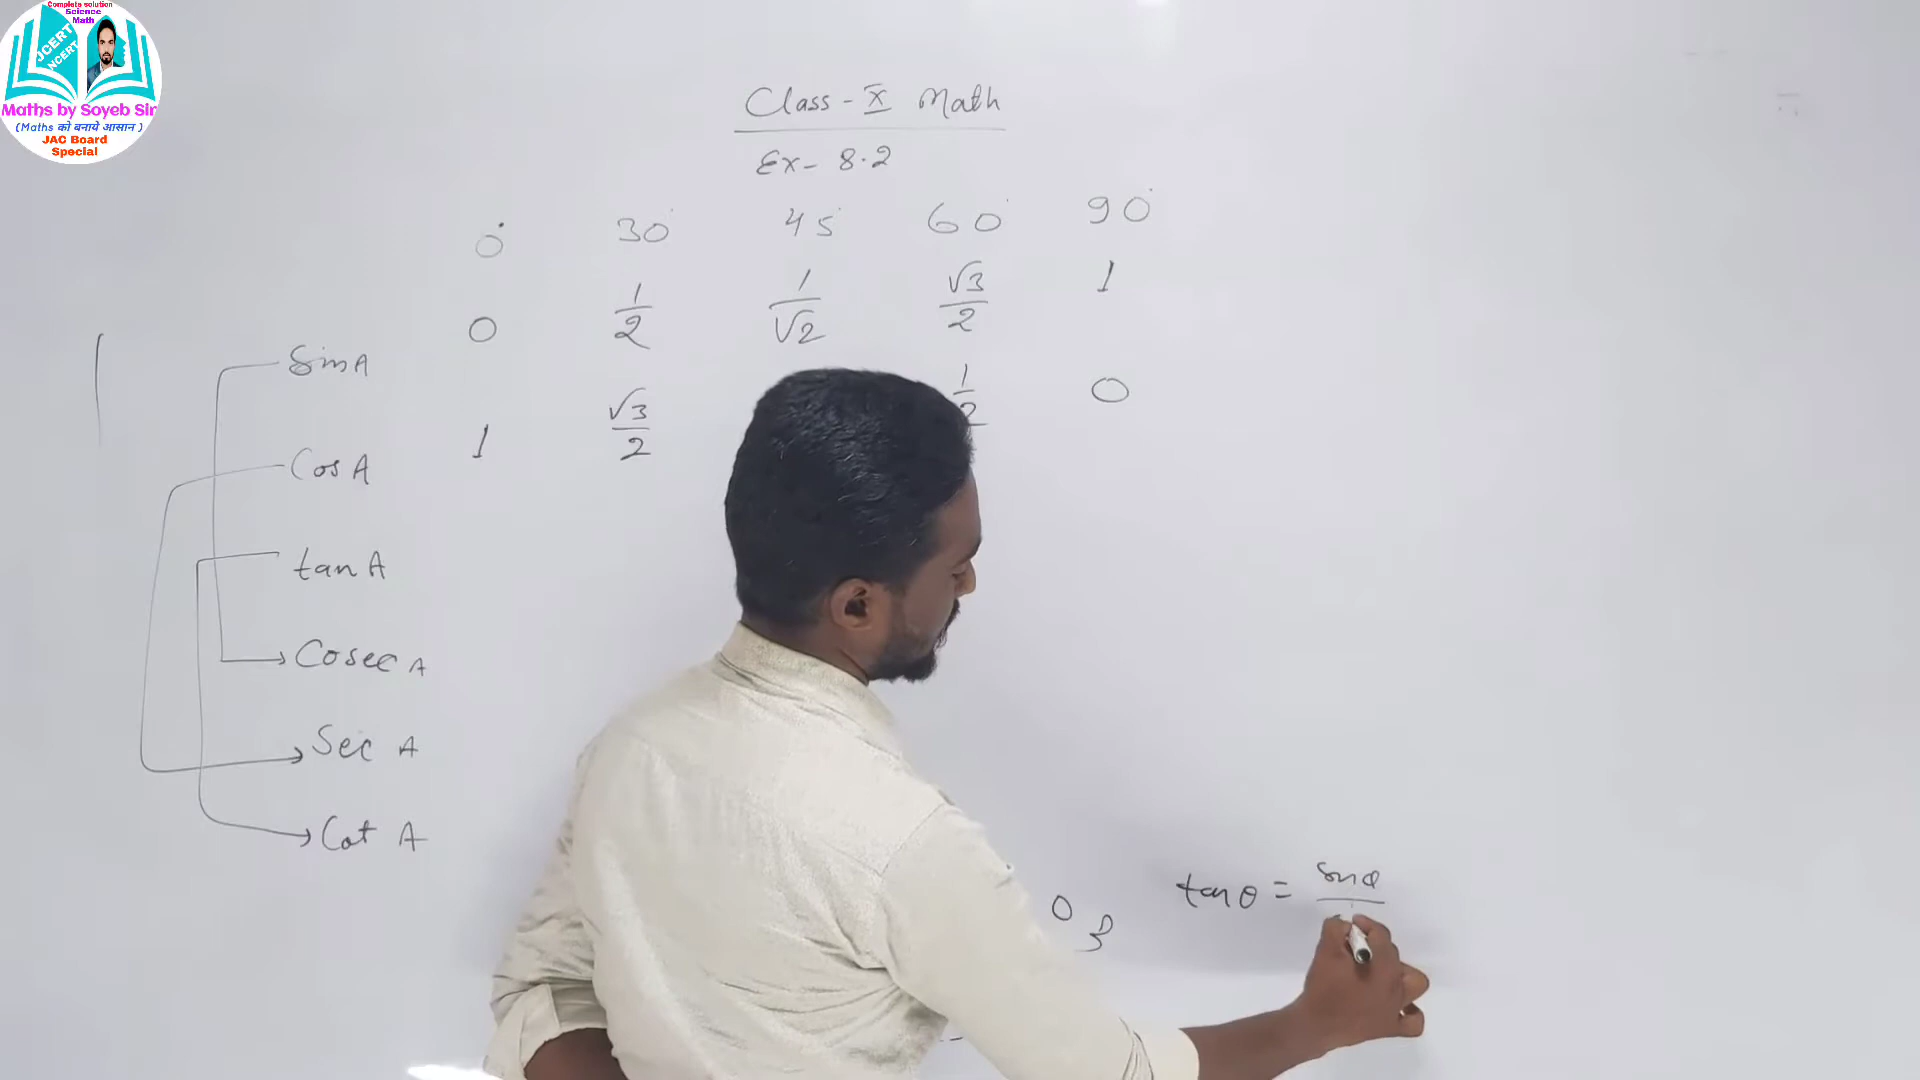 Complete solution
Science
Math
JCERT
NCERT
Maths by Soyeb Sir
(Maths को बनाये आसान )
JAC Board
Special
Class - X Math
Ex- 8.2
0° 30° 45° 60° 90°
sin A 0 1/2 1/√2 √3/2 1
Cos A 1 √3/2 1/2 0
tan A
Cosec A
Sec A
Cot A
tan θ = sin θ